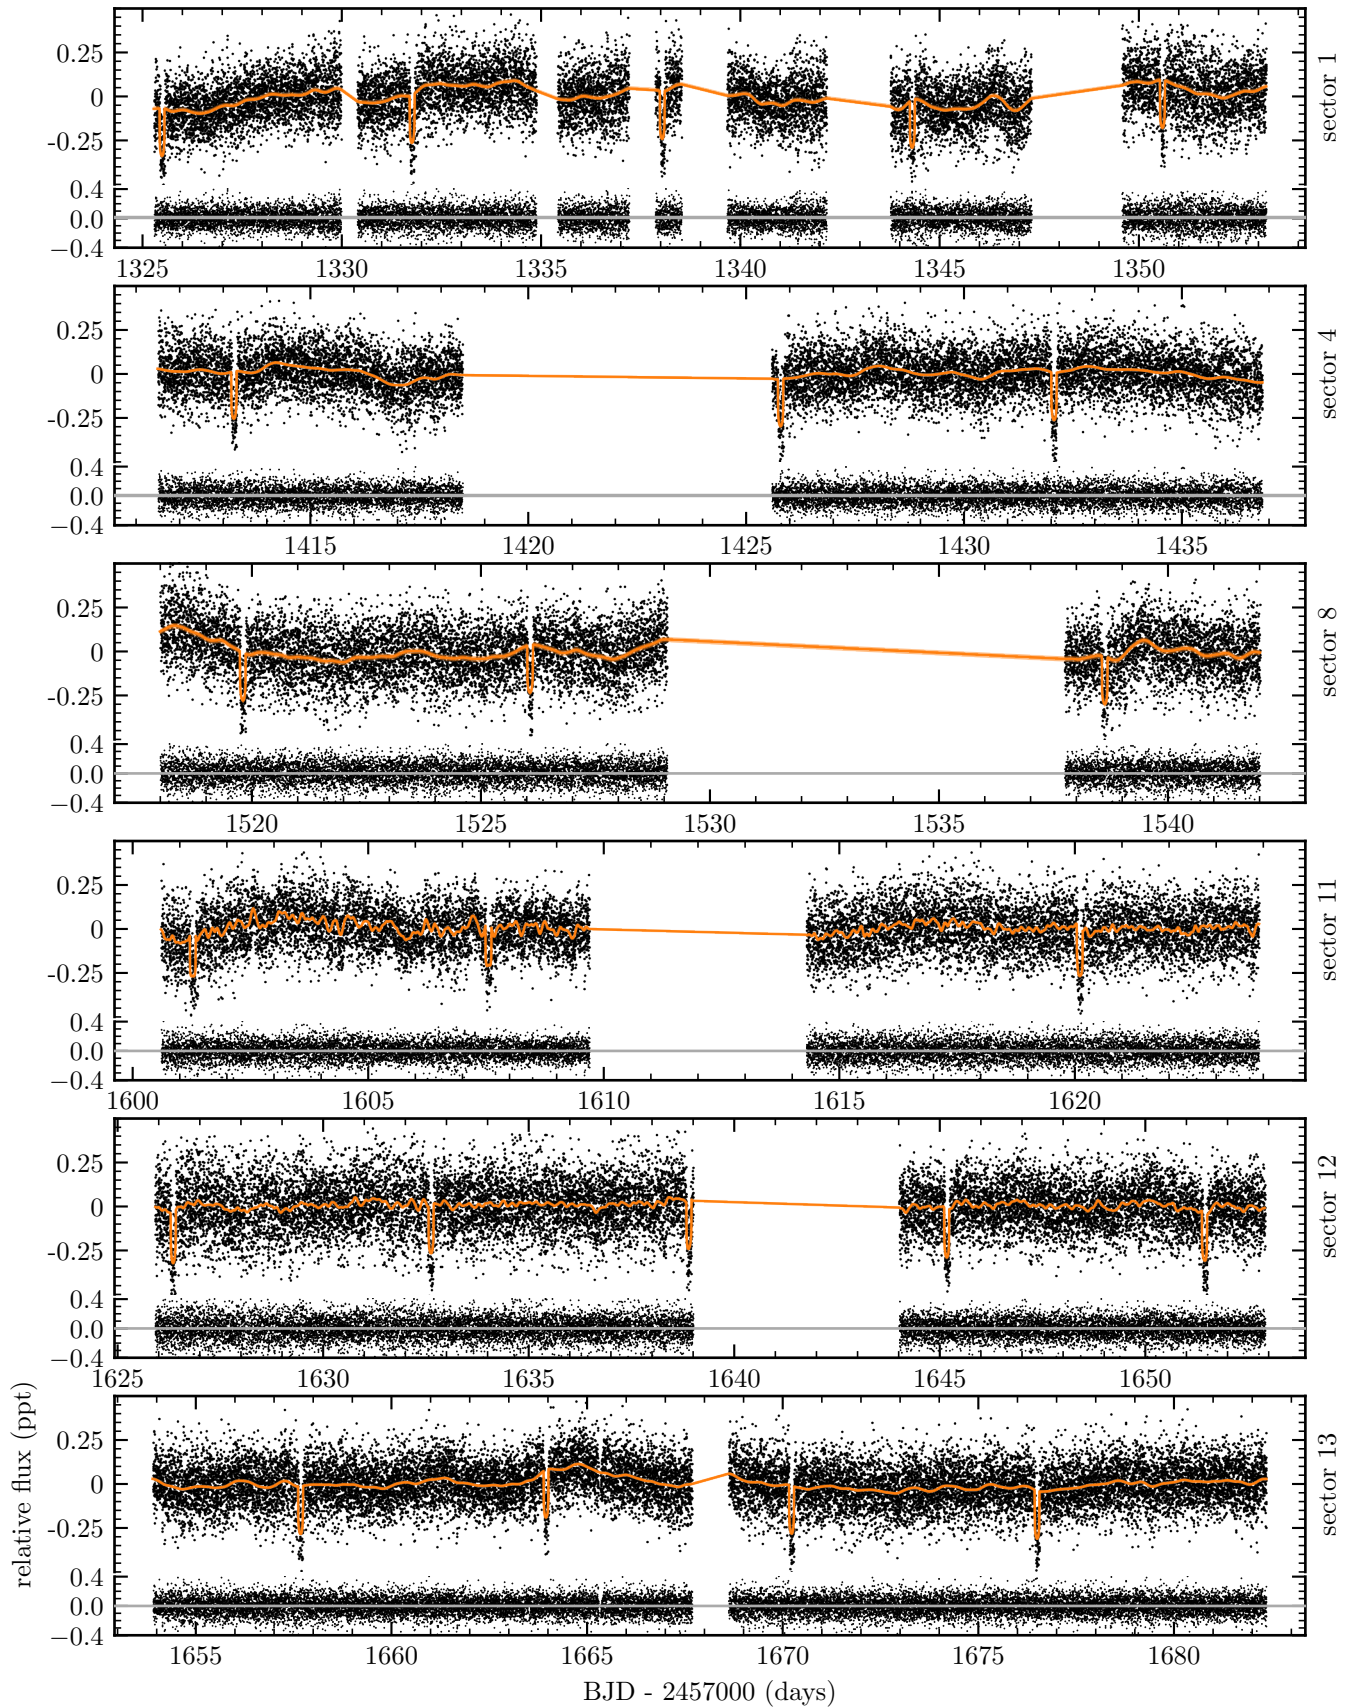 0.25
0
-0.25
0.4
0.0
−0.4
sector 1
1325 1330 1335 1340 1345 1350
0.25
0
-0.25
0.4
0.0
−0.4
sector 4
1415 1420 1425 1430 1435
0.25
0
-0.25
0.4
0.0
−0.4
sector 8
1520 1525 1530 1535 1540
0.25
0
-0.25
0.4
0.0
−0.4
sector 11
1600 1605 1610 1615 1620
0.25
0
-0.25
0.4
0.0
−0.4
sector 12
1625 1630 1635 1640 1645 1650
relative flux (ppt)
0.25
0
-0.25
0.4
0.0
−0.4
sector 13
1655 1660 1665 1670 1675 1680
BJD - 2457000 (days)